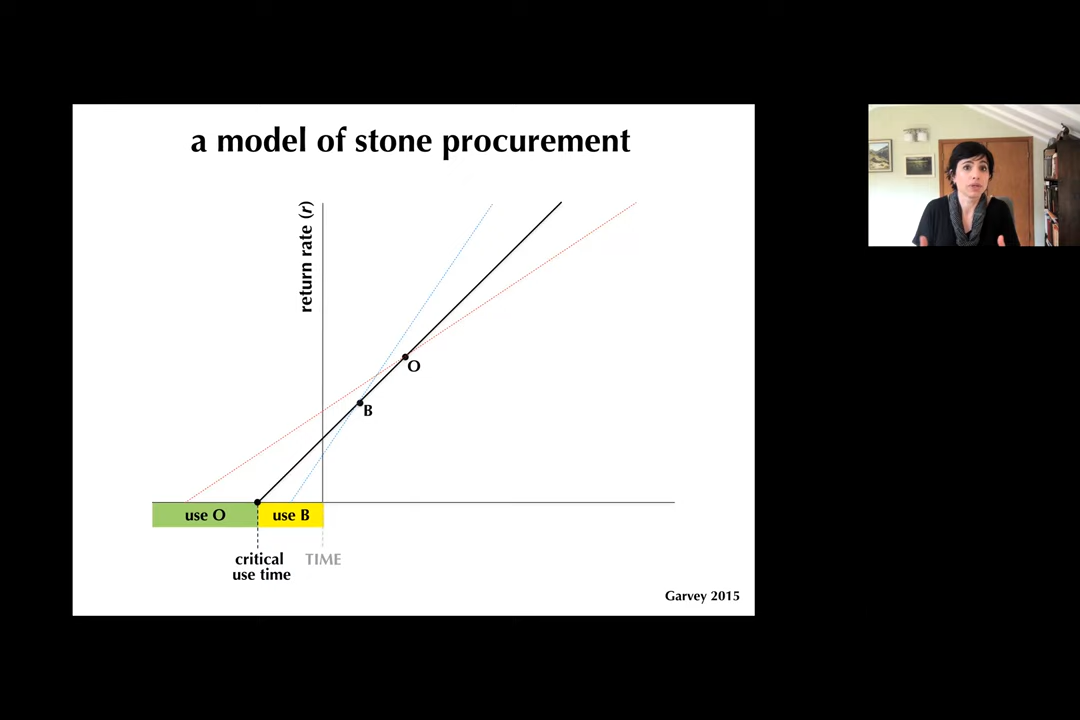 a model of stone procurement
return rate (r)
O
B
use O
use B
critical
use time
TIME
Garvey 2015